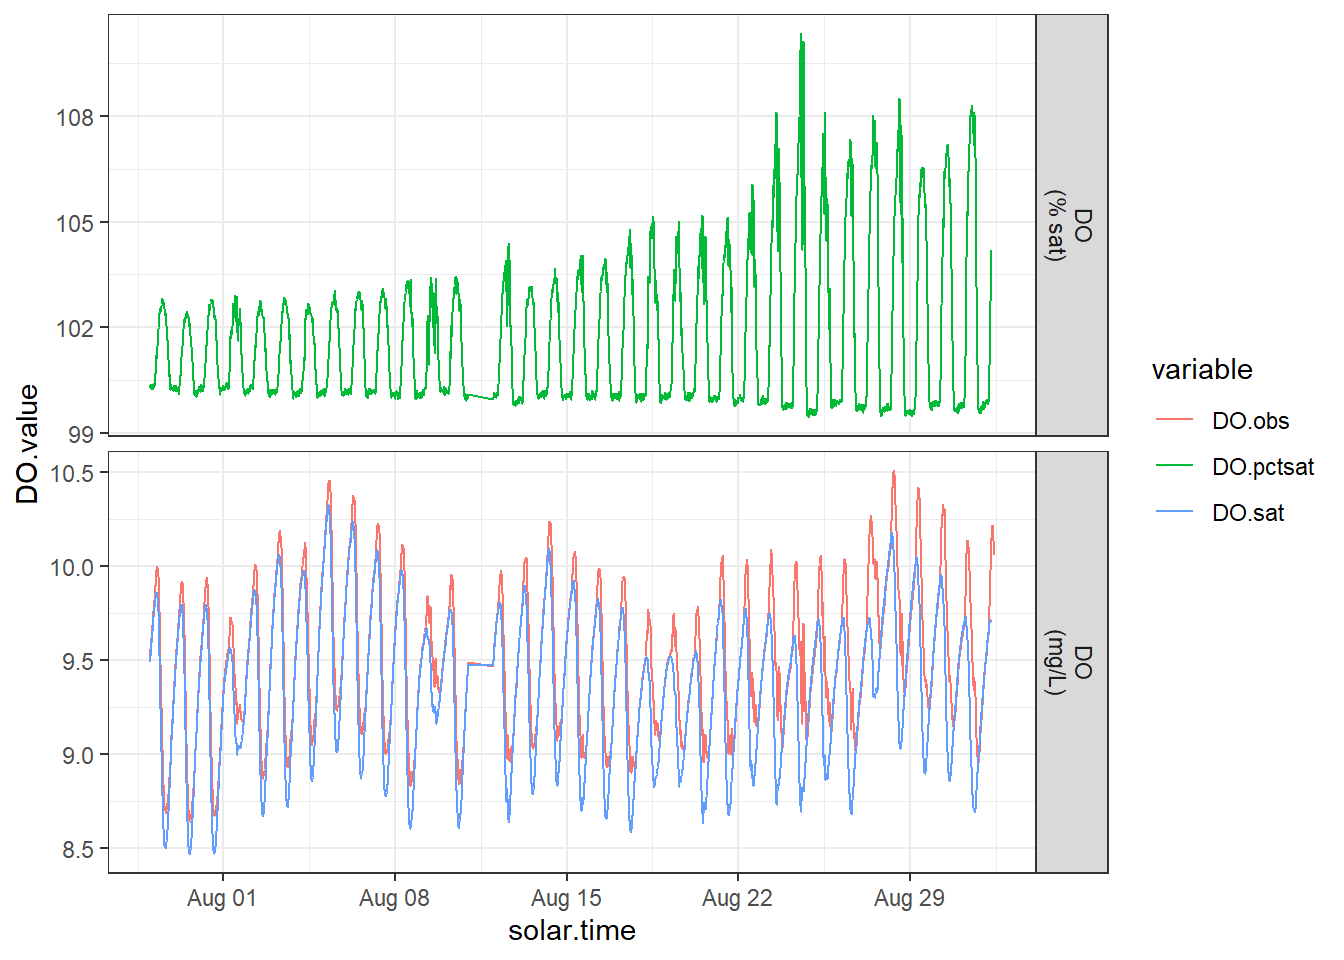 DO.value
108
105
102
99
DO
(% sat)
10.5
10.0
9.5
9.0
8.5
DO
(mg/L)
Aug 01
Aug 08
Aug 15
Aug 22
Aug 29
solar.time
variable
DO.obs
DO.pctsat
DO.sat